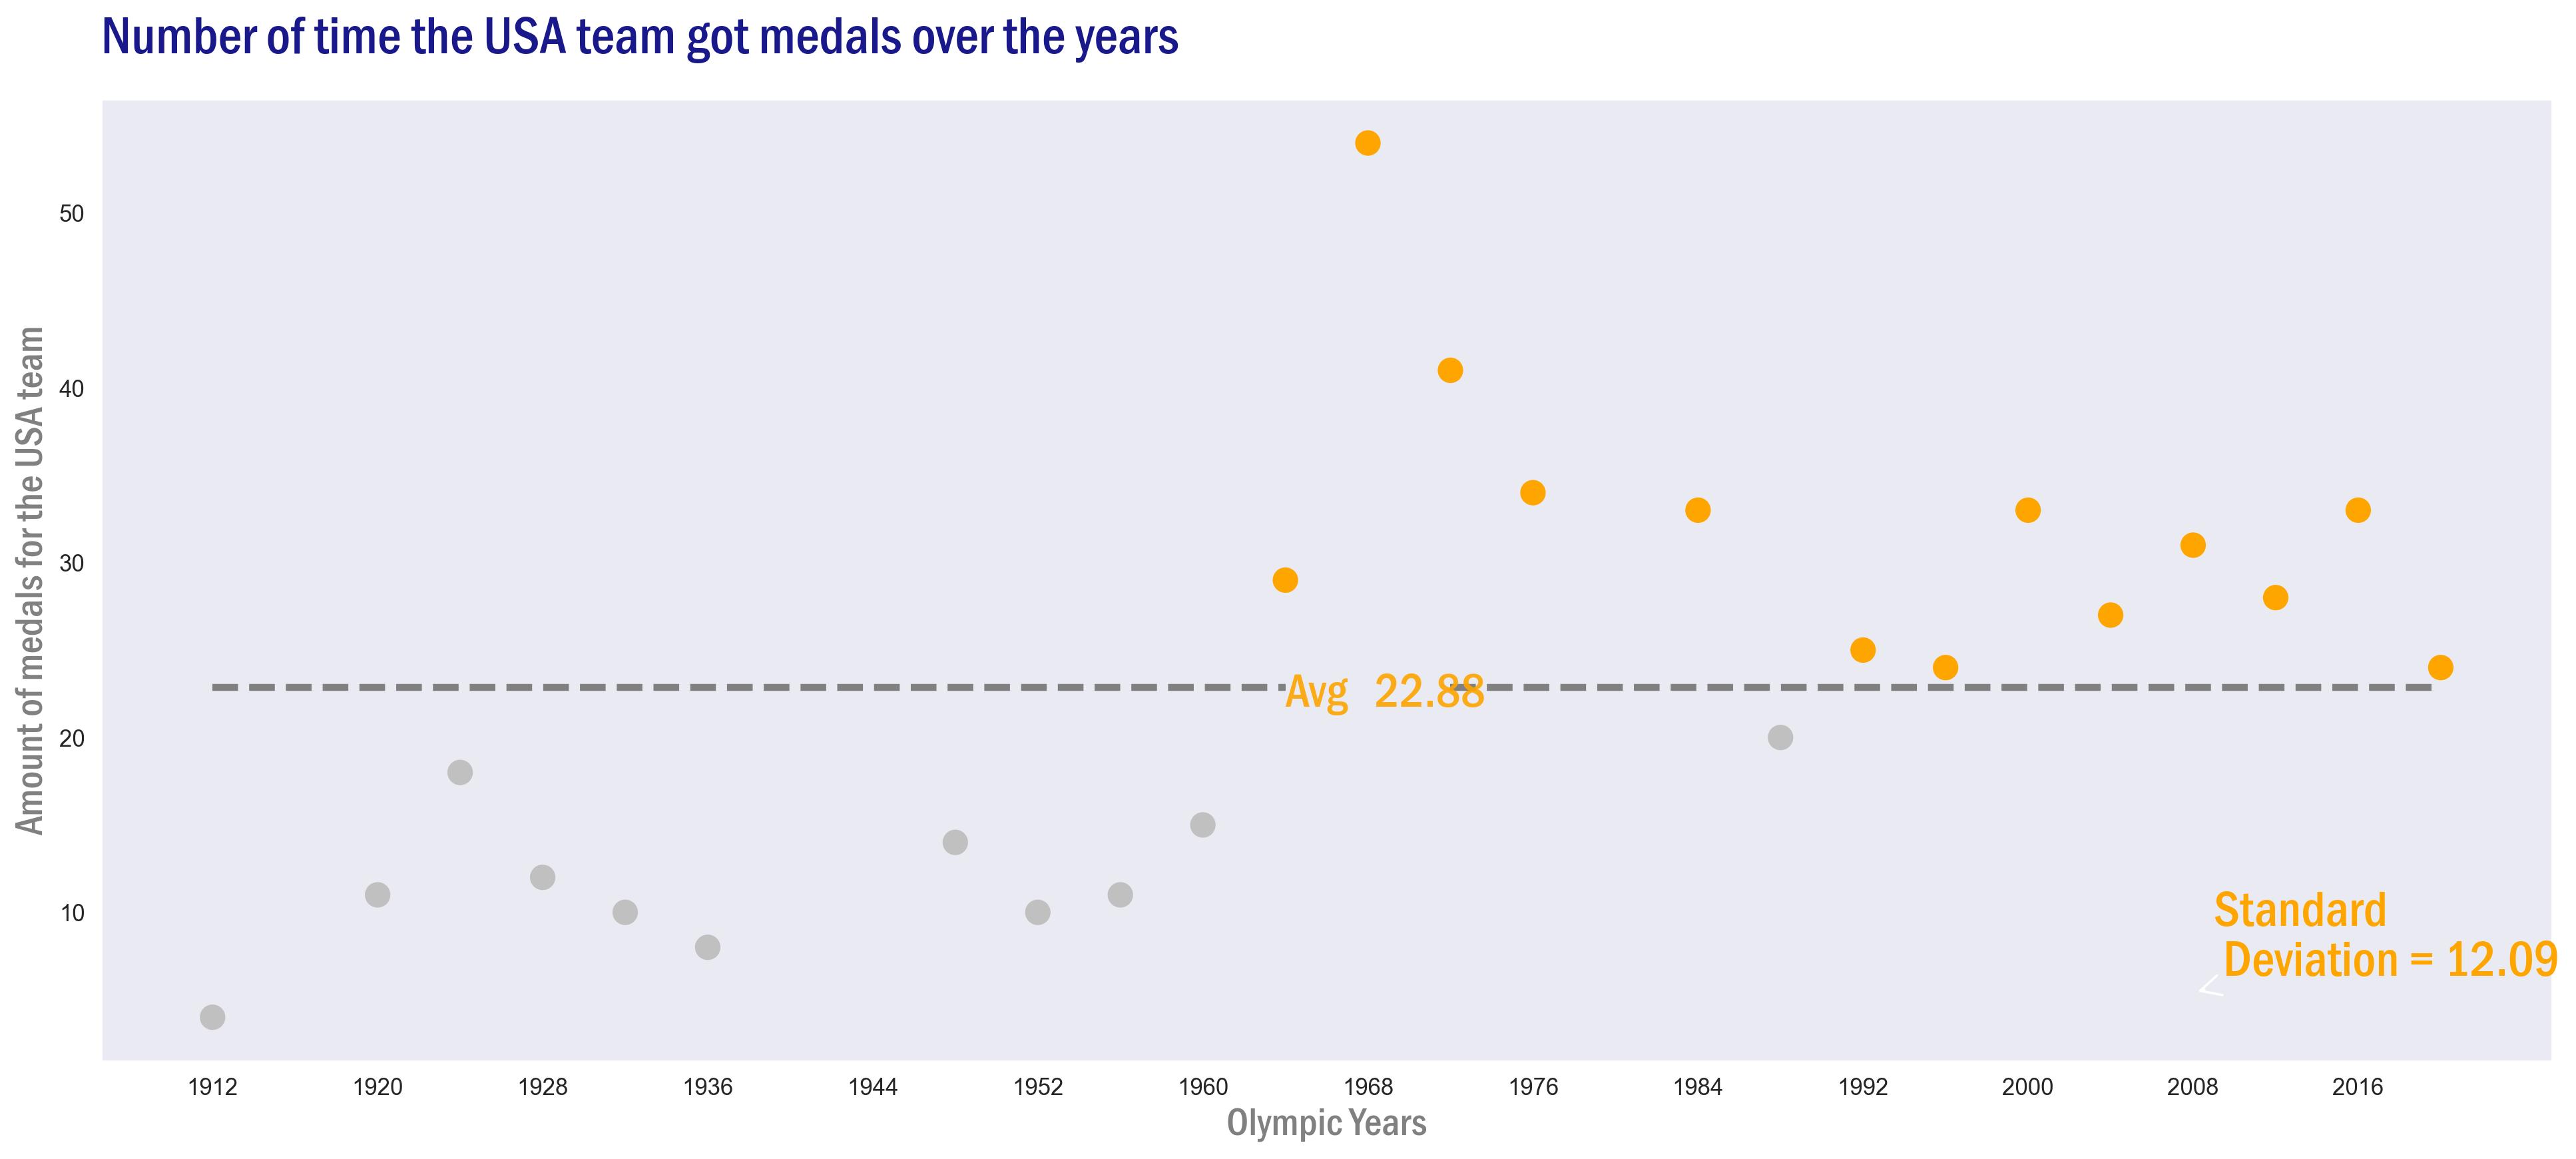 Number of time the USA team got medals over the years
Amount of medals for the USA team
50
40
30
20
10
Avg  22.88
Standard
Deviation = 12.09
1912 1920 1928 1936 1944 1952 1960 1968 1976 1984 1992 2000 2008 2016
Olympic Years